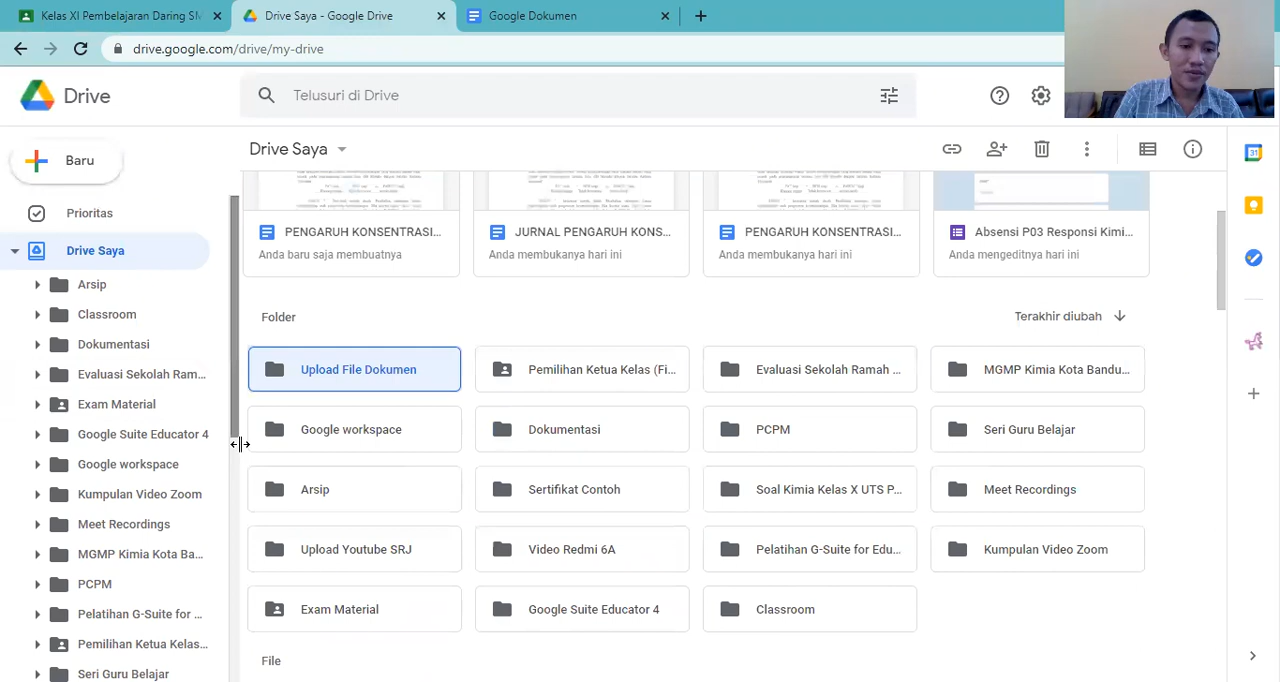 Kelas XI Pembelajaran Daring SM
Drive Saya - Google Drive
Google Dokumen
drive.google.com/drive/my-drive
Drive
Telusuri di Drive
Baru
Drive Saya
Prioritas
Drive Saya
Arsip
Classroom
Dokumentasi
Evaluasi Sekolah Ram...
Exam Material
Google Suite Educator 4
Google workspace
Kumpulan Video Zoom
Meet Recordings
MGMP Kimia Kota Ba...
PCPM
Pelatihan G-Suite for ...
Pemilihan Ketua Kelas...
Seri Guru Belajar
PENGARUH KONSENTRASI...
Anda baru saja membuatnya
JURNAL PENGARUH KONS...
Anda membukanya hari ini
PENGARUH KONSENTRASI...
Anda membukanya hari ini
Absensi P03 Responsi Kimi...
Anda mengeditnya hari ini
Folder
Terakhir diubah
Upload File Dokumen
Pemilihan Ketua Kelas (Fi...
Evaluasi Sekolah Ramah ...
MGMP Kimia Kota Bandu...
Google workspace
Dokumentasi
PCPM
Seri Guru Belajar
Arsip
Sertifikat Contoh
Soal Kimia Kelas X UTS P...
Meet Recordings
Upload Youtube SRJ
Video Redmi 6A
Pelatihan G-Suite for Edu...
Kumpulan Video Zoom
Exam Material
Google Suite Educator 4
Classroom
File
31